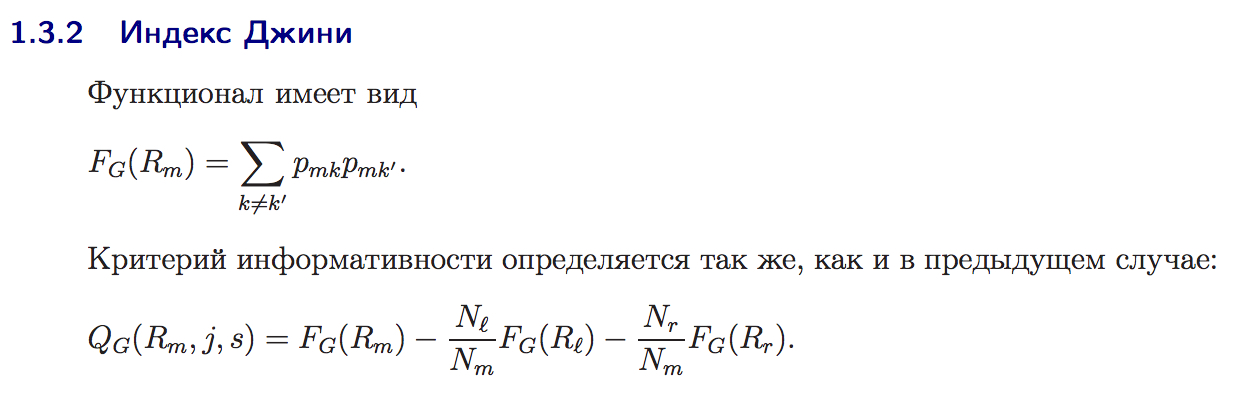 1.3.2 Индекс Джини
Функционал имеет вид
$F_G(R_m) = \sum_{k \neq k'} p_{mk} p_{mk'}.$
Критерий информативности определяется так же, как и в предыдущем случае:
$Q_G(R_m, j, s) = F_G(R_m) - \frac{N_\ell}{N_m} F_G(R_\ell) - \frac{N_r}{N_m} F_G(R_r).$